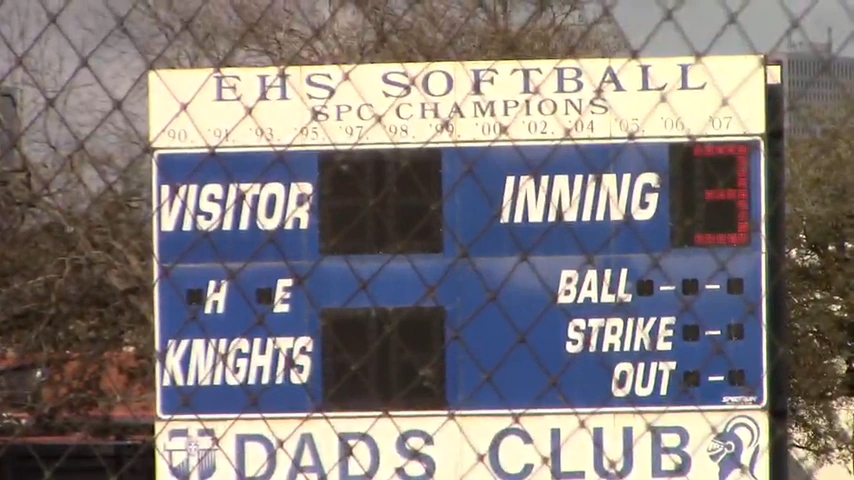 EHS SOFTBALL
SPC CHAMPIONS
'90. '91. '93. '95. '97. '98. '99. '00. '02. '04 '05. '06. '07
VISITOR INNING 3
H E BALL
STRIKE
KNIGHTS OUT
SPECTRUM
DADS CLUB